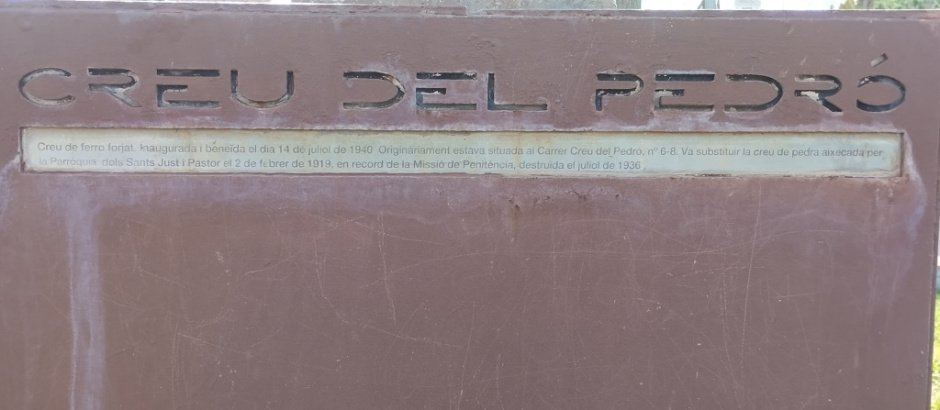 CREU DEL PEDRÓ
Creu de ferro forjat. Inaugurada i beneïda el dia 14 de juliol de 1940. Originàriament estava situada al Carrer Creu del Pedró, nº 6-8. Va substituir la creu de pedra aixecada per
la Parròquia dels Sants Just i Pastor el 2 de febrer de 1919, en record de la Missió de Penitència, destruïda el juliol de 1936